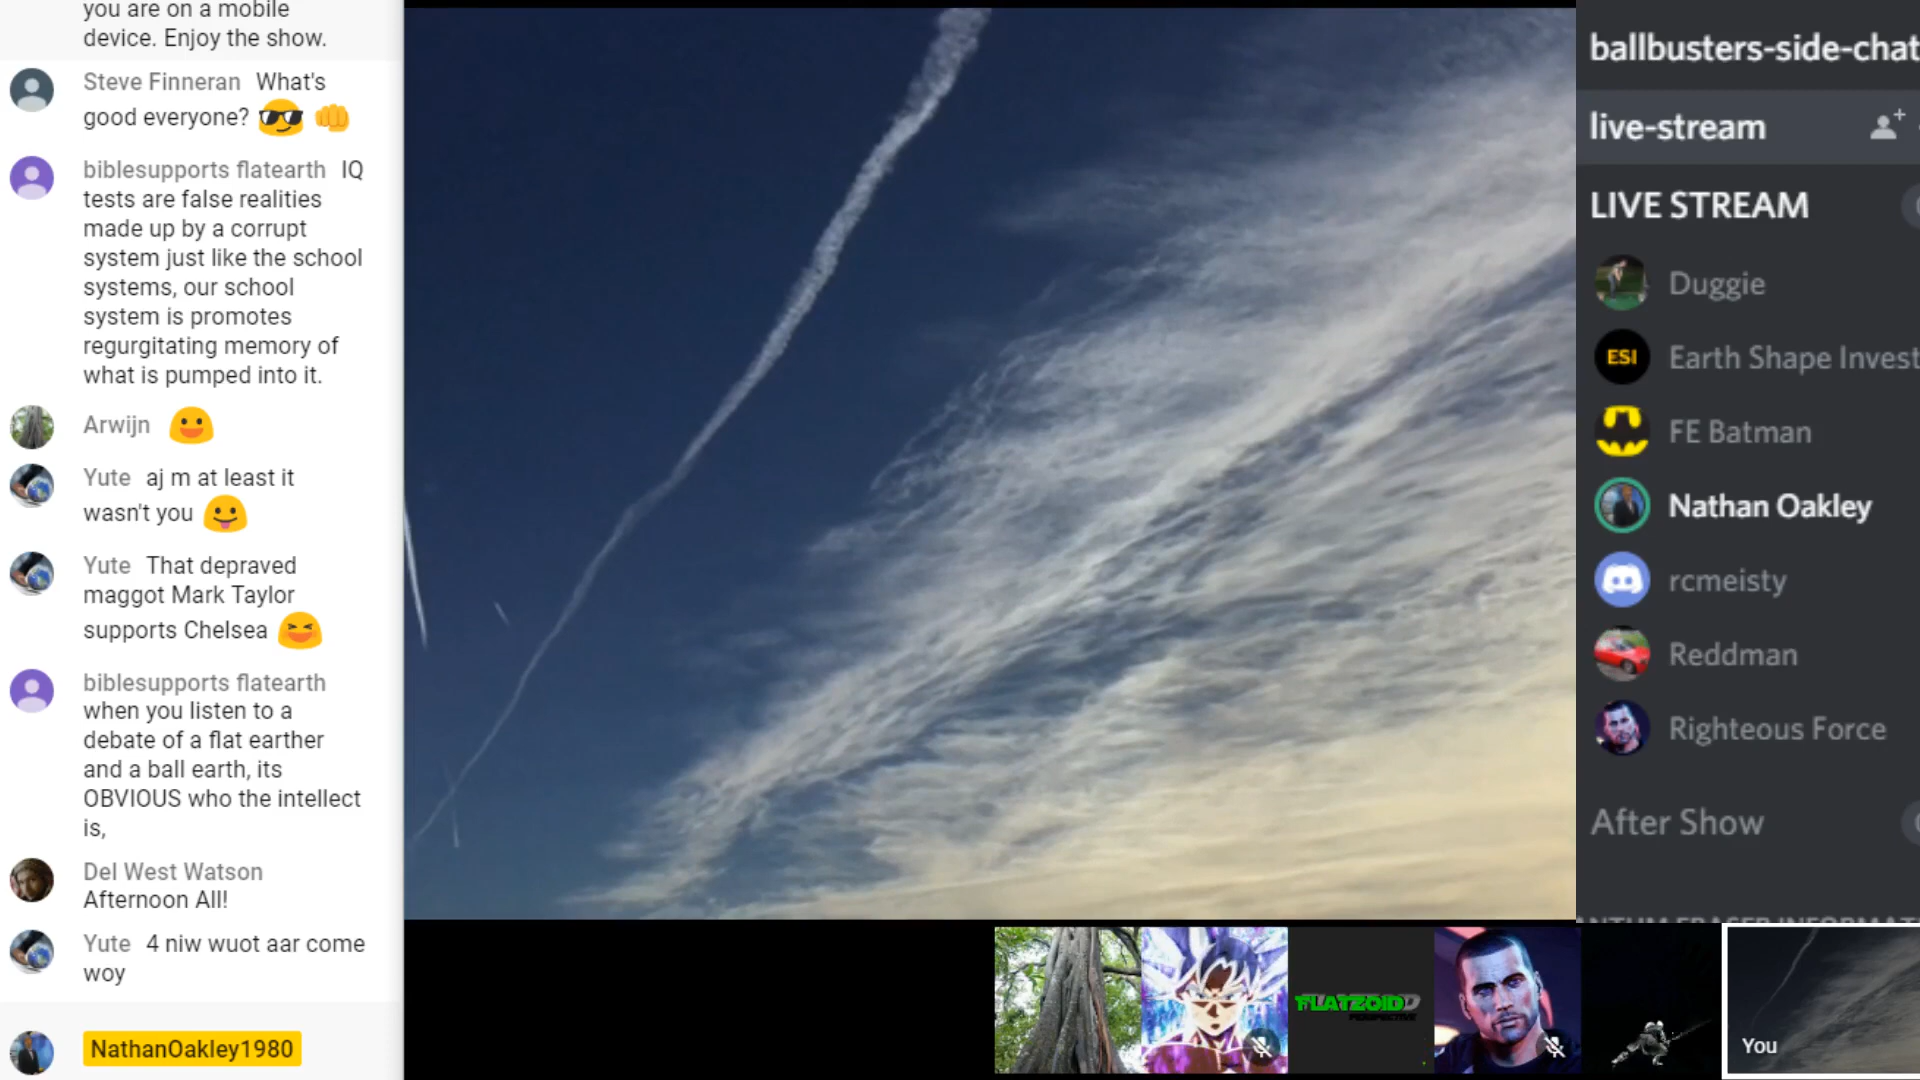 you are on a mobile
device. Enjoy the show.
Steve Finneran What's
good everyone?
biblesupports flatearth IQ
tests are false realities
made up by a corrupt
system just like the school
systems, our school
system is promotes
regurgitating memory of
what is pumped into it.
Arwijn
Yute aj m at least it
wasn't you
Yute That depraved
maggot Mark Taylor
supports Chelsea
biblesupports flatearth
when you listen to a
debate of a flat earther
and a ball earth, its
OBVIOUS who the intellect
is,
Del West Watson
Afternoon All!
Yute 4 niw wuot aar come
woy
NathanOakley1980
ballbusters-side-chat
live-stream
LIVE STREAM
Duggie
ESI
Earth Shape Invest
FE Batman
Nathan Oakley
rcmeisty
Reddman
Righteous Force
After Show
FLATZOID
PERSPECTIVE
You